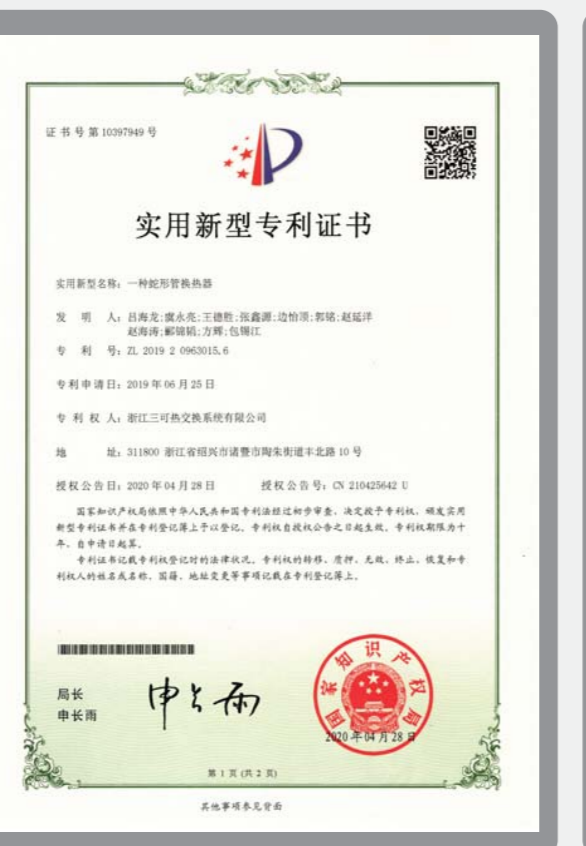 证书号第10397949号
实用新型专利证书
实用新型名称：一种蛇形管换热器
发明人：吕海龙;虞永亮;王德胜;张鑫源;边怡顶;郭铭;赵延洋
赵海涛;郦锦韬;方辉;包锡江
专利号：ZL 2019 2 0963015.6
专利申请日：2019年06月25日
专利权人：浙江三可热交换系统有限公司
地址：311800 浙江省绍兴市诸暨市陶朱街道丰北路10号
授权公告日：2020年04月28日 授权公告号：CN 210425642 U
国家知识产权局依照中华人民共和国专利法经过初步审查，决定授予专利权，颁发实用
新型专利证书并在专利登记簿上予以登记。专利权自授权公告之日起生效。专利权期限为十
年，自申请日起算。
专利证书记载专利权登记时的法律状况。专利权的转移、质押、无效、终止、恢复和专
利权人的姓名或名称、国籍、地址变更等事项记载在专利登记簿上。
局长
申长雨
申长雨
国家知识产权局
2020年04月28日
第1页(共2页)
其他事项参见背面